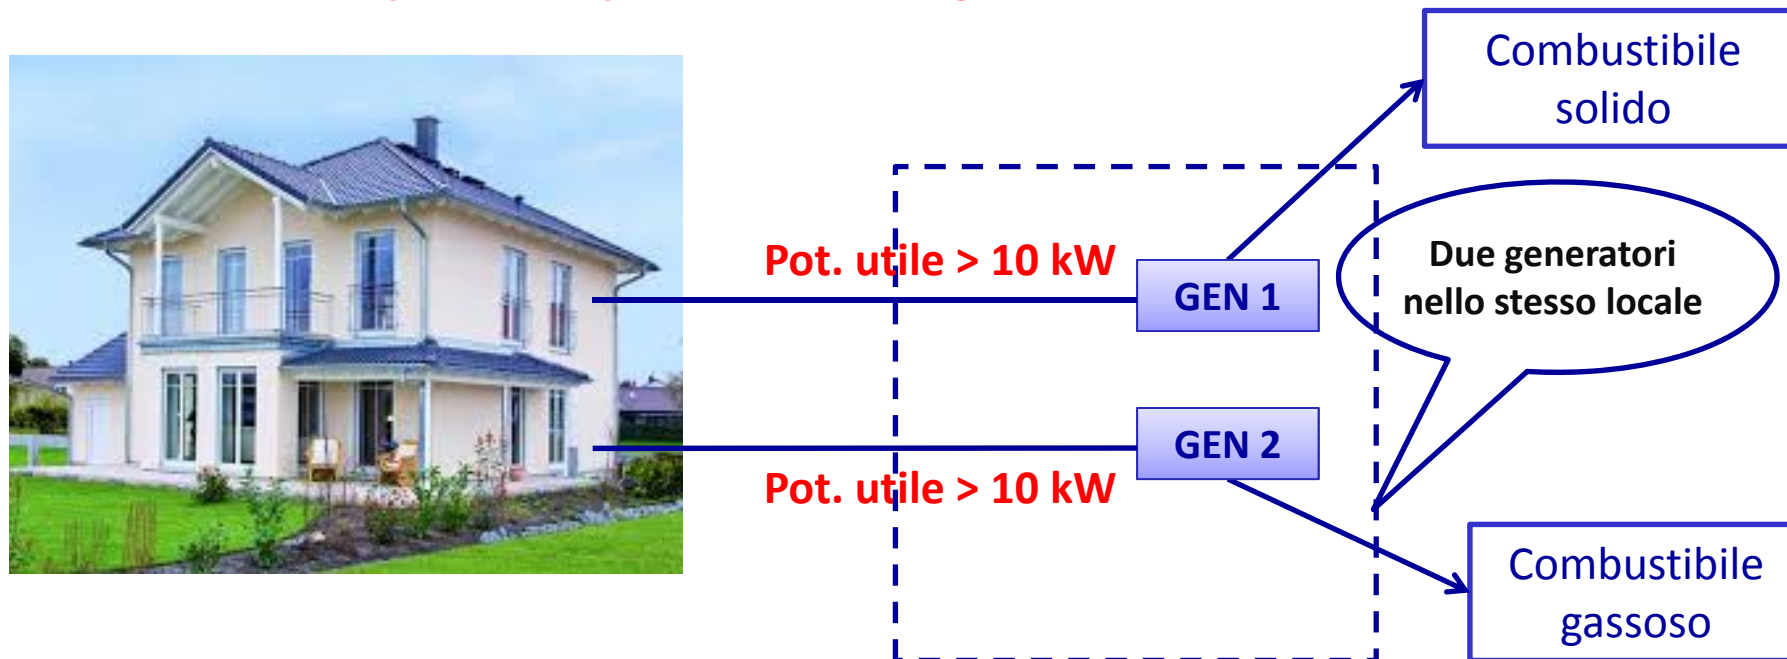 Combustibile
solido
Pot. utile > 10 kW
GEN 1
Due generatori
nello stesso locale
GEN 2
Pot. utile > 10 kW
Combustibile
gassoso